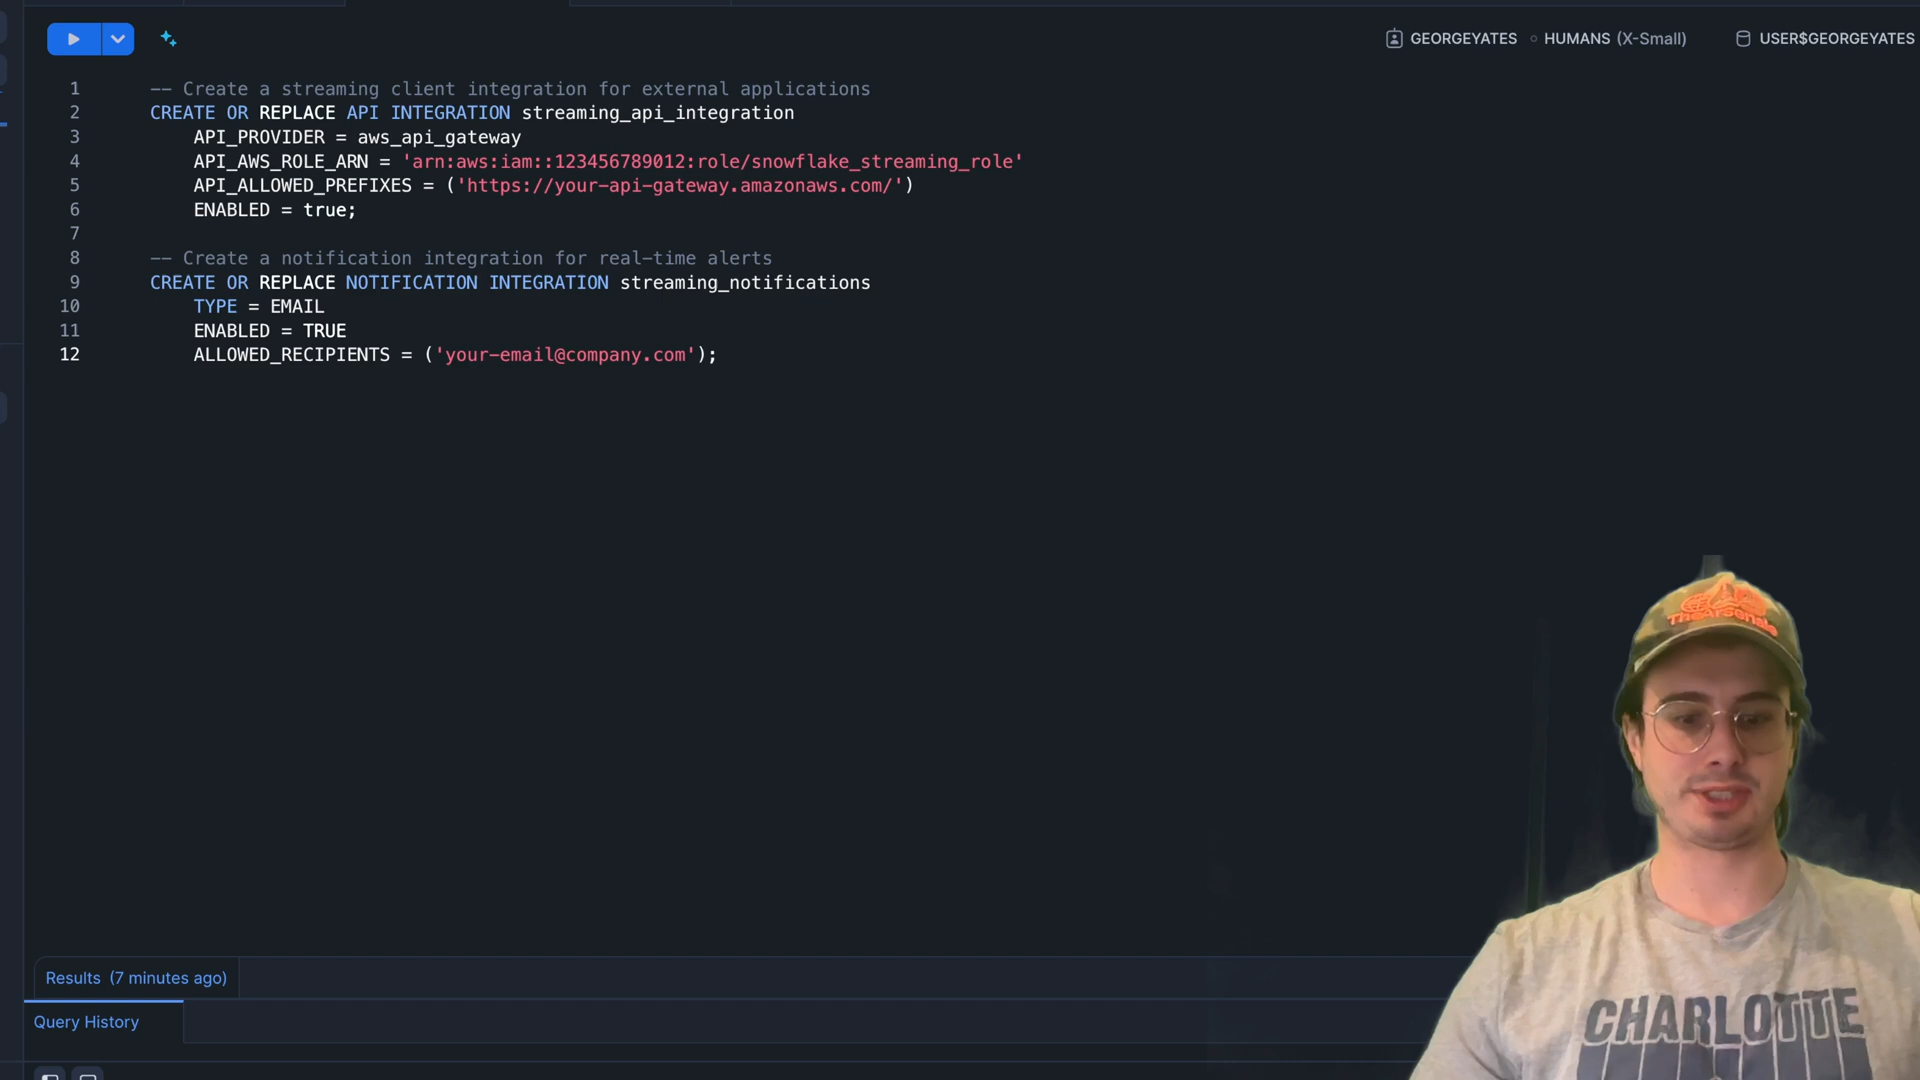 GEORGEYATES HUMANS (X-Small) USER$GEORGEYATES
1 -- Create a streaming client integration for external applications
2 CREATE OR REPLACE API INTEGRATION streaming_api_integration
3 API_PROVIDER = aws_api_gateway
4 API_AWS_ROLE_ARN = 'arn:aws:iam::123456789012:role/snowflake_streaming_role'
5 API_ALLOWED_PREFIXES = ('https://your-api-gateway.amazonaws.com/')
6 ENABLED = true;
7
8 -- Create a notification integration for real-time alerts
9 CREATE OR REPLACE NOTIFICATION INTEGRATION streaming_notifications
10 TYPE = EMAIL
11 ENABLED = TRUE
12 ALLOWED_RECIPIENTS = ('your-email@company.com');
TheArsenale
Results (7 minutes ago)
Query History
CHARLOTTE